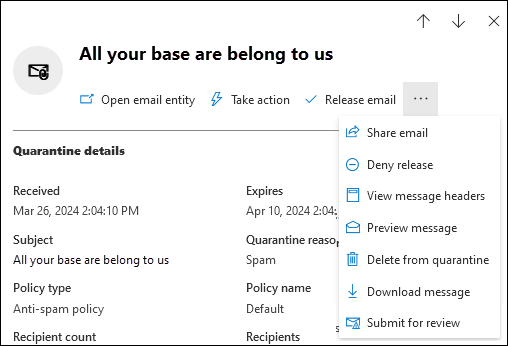 All your base are belong to us
Open email entity Take action Release email ...
Share email
Deny release
View message headers
Preview message
Delete from quarantine
Download message
Submit for review
Quarantine details
Received Expires
Mar 26, 2024 2:04:10 PM Apr 10, 2024 2:04:
Subject Quarantine reaso
All your base are belong to us Spam
Policy type Policy name
Anti-spam policy Default
Recipient count Recipients